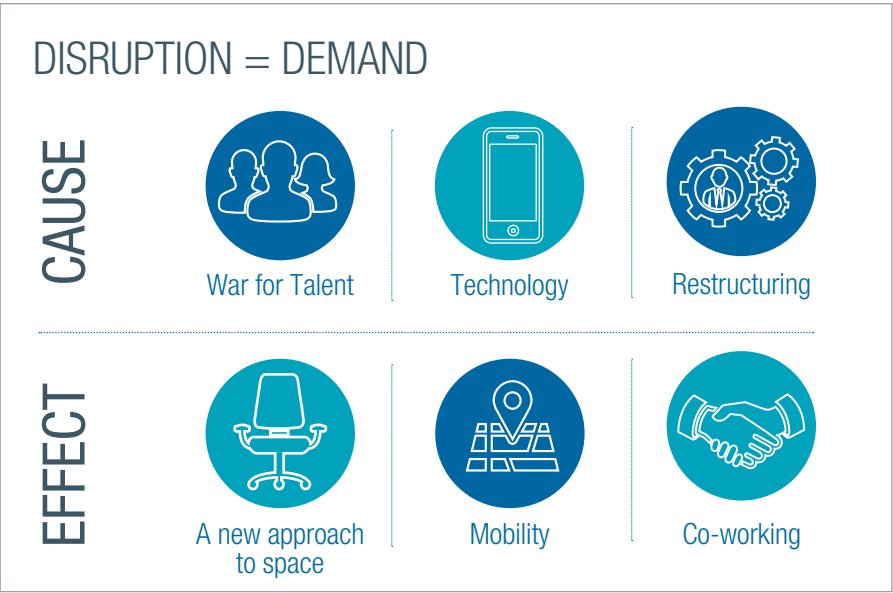 DISRUPTION = DEMAND
CAUSE
War for Talent
Technology
Restructuring
EFFECT
A new approach
to space
Mobility
Co-working